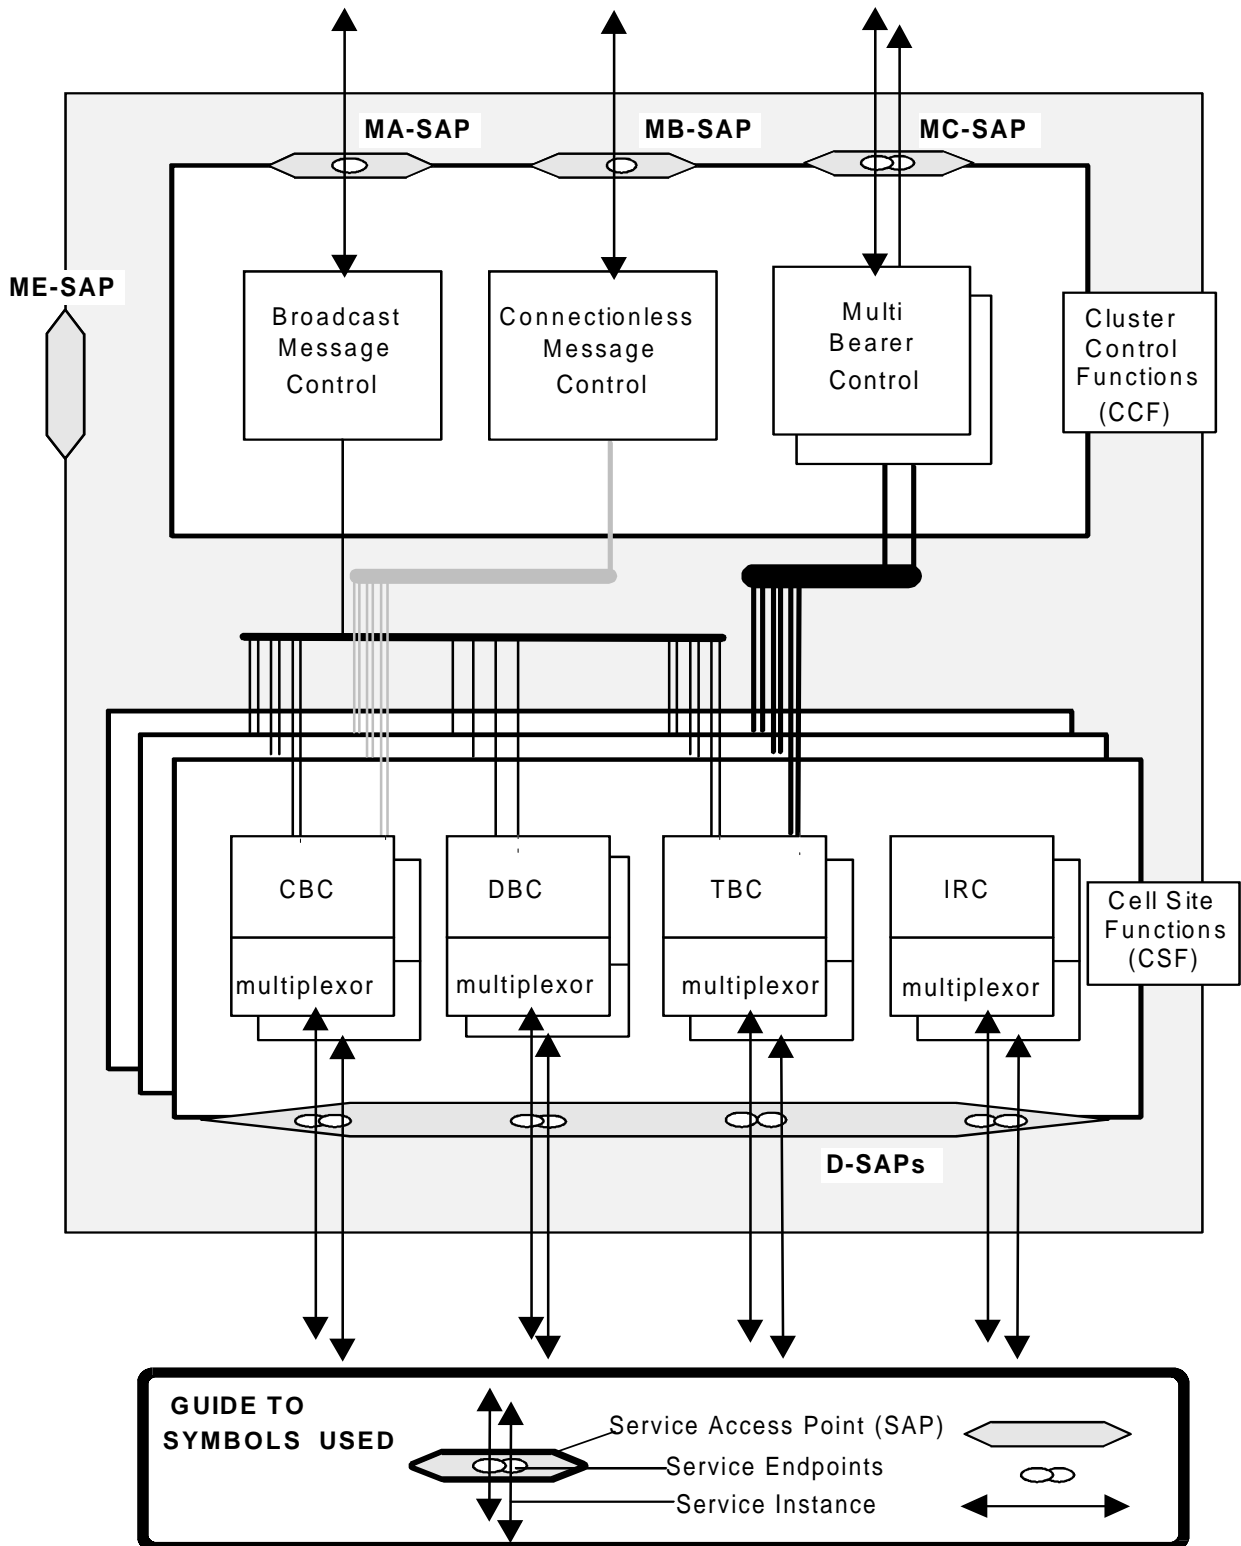 MA-SAP
MB-SAP
MC-SAP
ME-SAP
Broadcast
Message
Control
Connectionless
Message
Control
Multi
Bearer
Control
Cluster
Control
Functions
(CCF)
CBC
multiplexor
DBC
multiplexor
TBC
multiplexor
IRC
multiplexor
Cell Site
Functions
(CSF)
D-SAPs
GUIDE TO
SYMBOLS USED
Service Access Point (SAP)
Service Endpoints
Service Instance